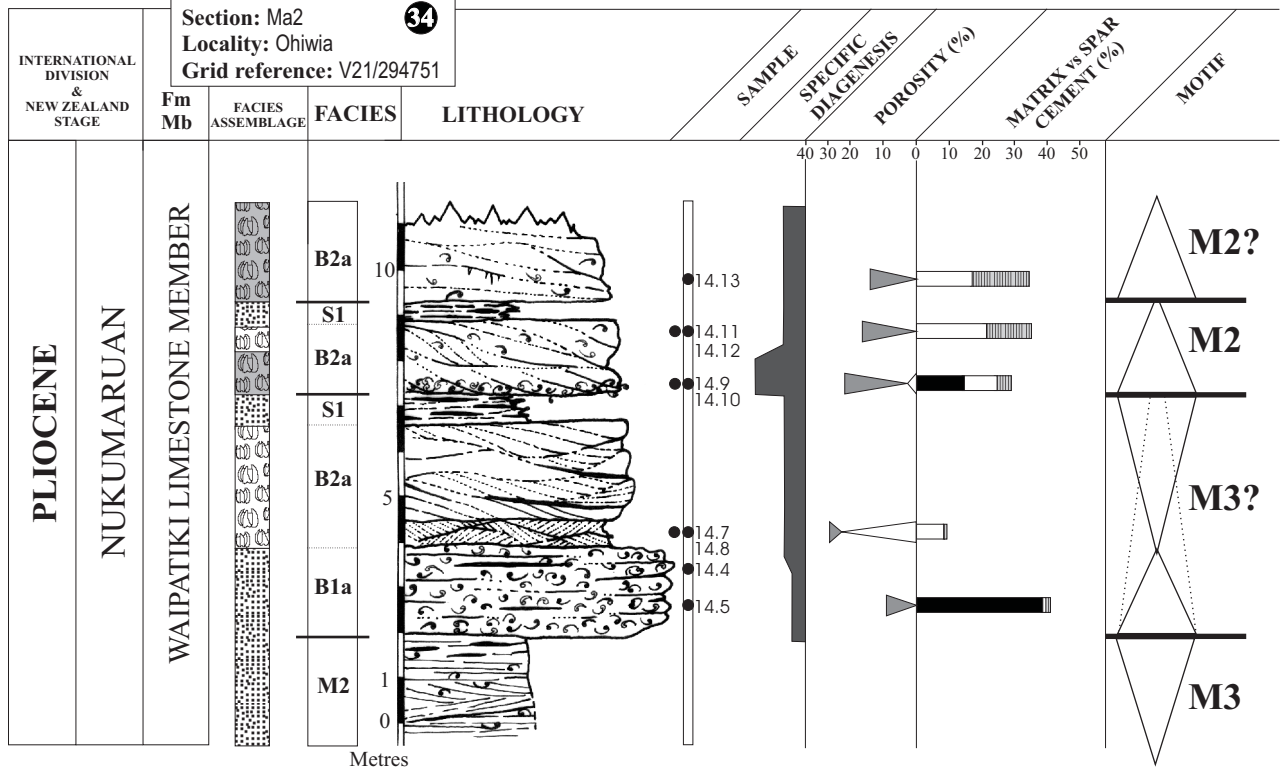 Section: Ma2
34
Locality: Ohiwia
Grid reference: V21/294751
INTERNATIONAL
DIVISION
&
NEW ZEALAND
STAGE
Fm
Mb
FACIES
ASSEMBLAGE
FACIES
LITHOLOGY
SAMPLE
SPECIFIC
DIAGENESIS
POROSITY (%)
MATRIX vs SPAR
CEMENT (%)
MOTIF
40 30 20 10 0 10 20 30 40 50
PLIOCENE
NUKUMARUAN
WAIPATIKI LIMESTONE MEMBER
B2a
S1
B2a
S1
B2a
B1a
M2
10
5
1
0
Metres
14.13
14.11
14.12
14.9
14.10
14.7
14.8
14.4
14.5
M2?
M2
M3?
M3